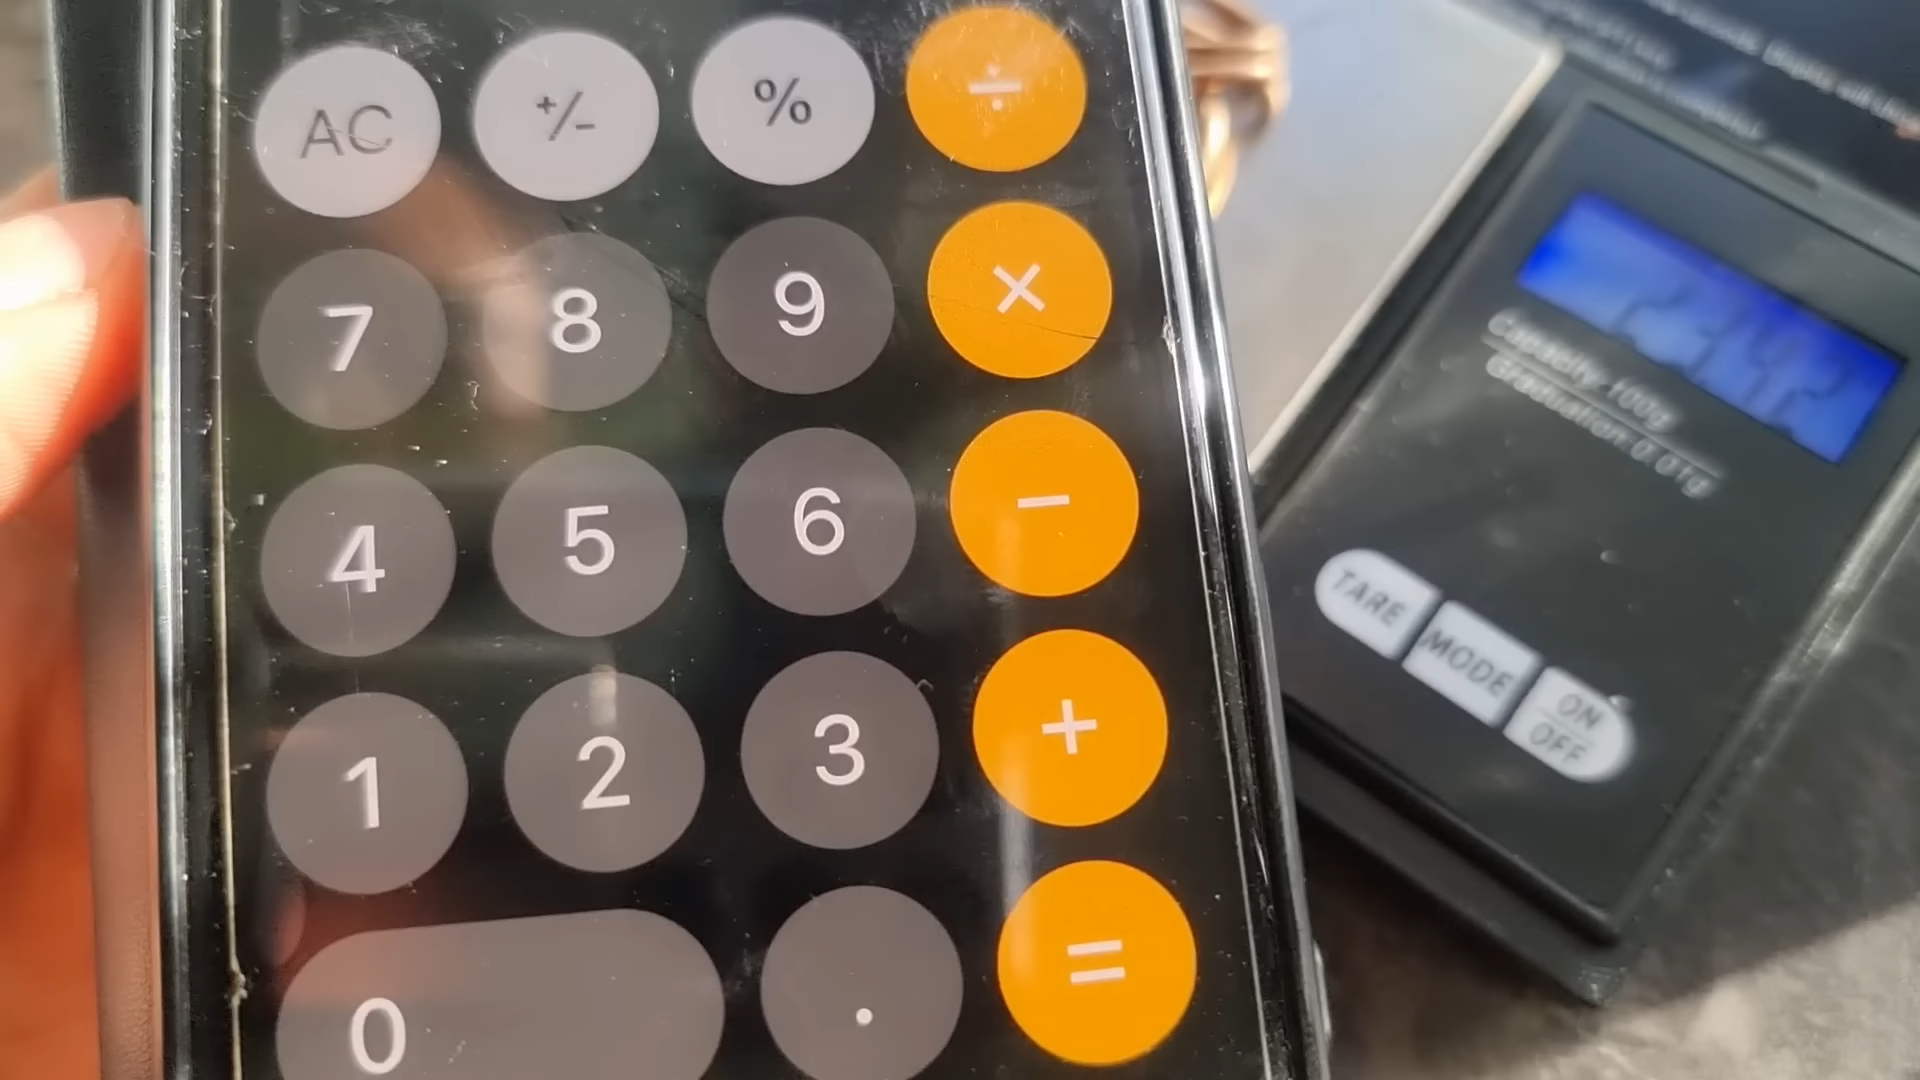 AC +/- % ÷
7 8 9 ×
4 5 6 −
1 2 3 +
0 . =
Capacity:100g
Graduation:0.01g
TARE MODE ON
OFF